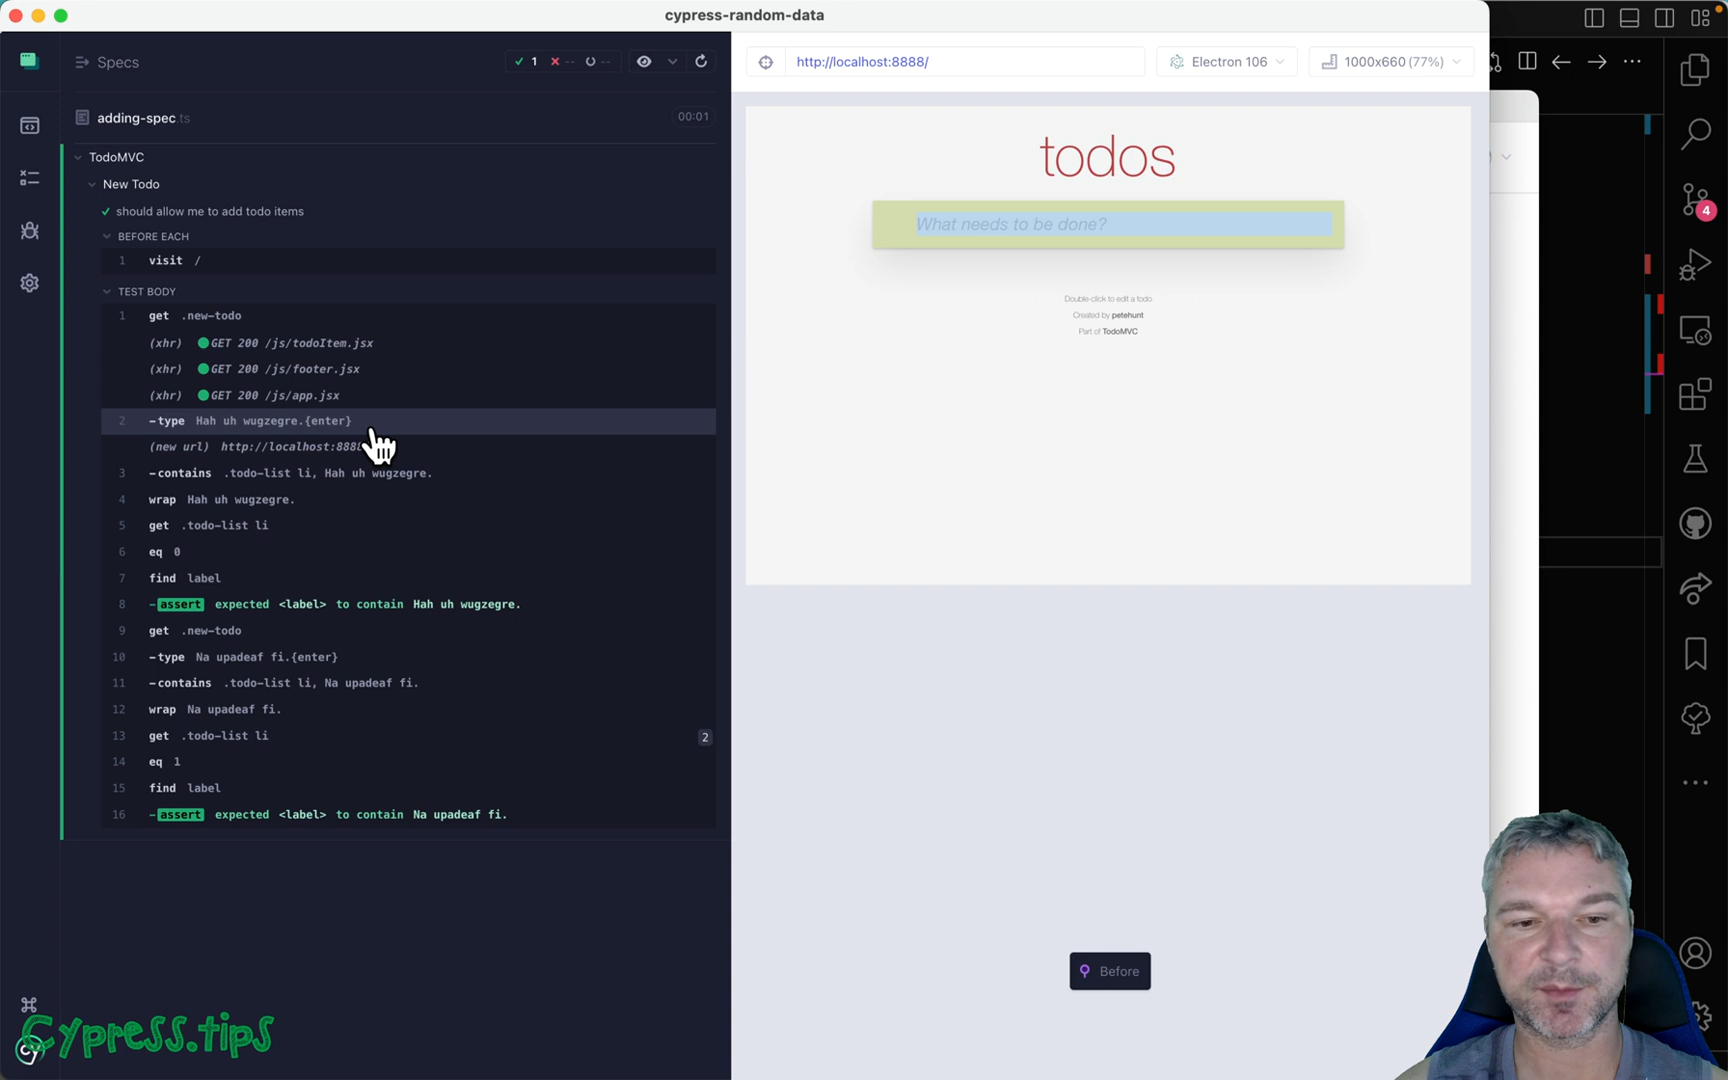 cypress-random-data
Specs
1 -- --
adding-spec.ts
00:01
TodoMVC
New Todo
should allow me to add todo items
BEFORE EACH
1 visit /
TEST BODY
1 get .new-todo
(xhr) GET 200 /js/todoItem.jsx
(xhr) GET 200 /js/footer.jsx
(xhr) GET 200 /js/app.jsx
2 -type Hah uh wugzegre.{enter}
(new url) http://localhost:888
3 -contains .todo-list li, Hah uh wugzegre.
4 wrap Hah uh wugzegre.
5 get .todo-list li
6 eq 0
7 find label
8 -assert expected <label> to contain Hah uh wugzegre.
9 get .new-todo
10 -type Na upadeaf fi.{enter}
11 -contains .todo-list li, Na upadeaf fi.
12 wrap Na upadeaf fi.
13 get .todo-list li 2
14 eq 1
15 find label
16 -assert expected <label> to contain Na upadeaf fi.
http://localhost:8888/
Electron 106
1000x660 (77%)
todos
What needs to be done?
Double-click to edit a todo
Created by petehunt
Part of TodoMVC
Before
4
Cypress.tips
cy